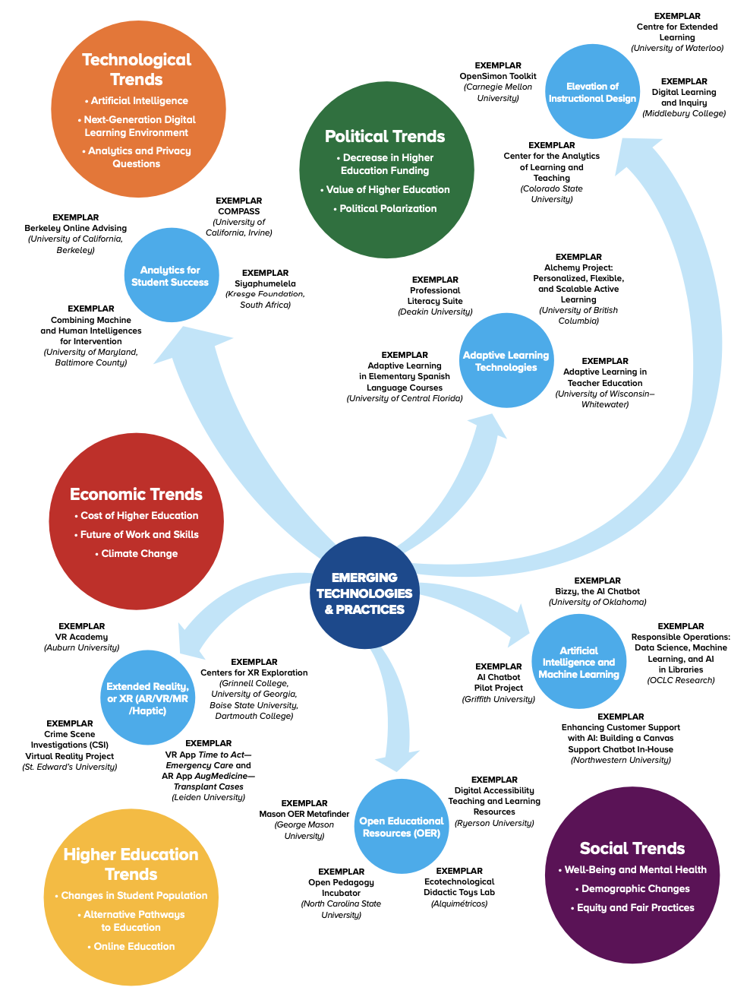 Technological
Trends
• Artificial Intelligence
• Next-Generation Digital
Learning Environment
• Analytics and Privacy
Questions
Political Trends
• Decrease in Higher
Education Funding
• Value of Higher Education
• Political Polarization
EXEMPLAR
Centre for Extended
Learning
(University of Waterloo)
EXEMPLAR
OpenSimon Toolkit
(Carnegie Mellon
University)
Elevation of
Instructional Design
EXEMPLAR
Digital Learning
and Inquiry
(Middlebury College)
EXEMPLAR
Center for the Analytics
of Learning and
Teaching
(Colorado State
University)
EXEMPLAR
COMPASS
(University of
California, Irvine)
EXEMPLAR
Berkeley Online Advising
(University of California,
Berkeley)
Analytics for
Student Success
EXEMPLAR
Siyaphumelela
(Kresge Foundation,
South Africa)
EXEMPLAR
Combining Machine
and Human Intelligences
for Intervention
(University of Maryland,
Baltimore County)
EXEMPLAR
Alchemy Project:
Personalized, Flexible,
and Scalable Active
Learning
(University of British
Columbia)
EXEMPLAR
Professional
Literacy Suite
(Deakin University)
Adaptive Learning
Technologies
EXEMPLAR
Adaptive Learning
in Elementary Spanish
Language Courses
(University of Central Florida)
EXEMPLAR
Adaptive Learning in
Teacher Education
(University of Wisconsin–
Whitewater)
Economic Trends
• Cost of Higher Education
• Future of Work and Skills
• Climate Change
EMERGING
TECHNOLOGIES
& PRACTICES
EXEMPLAR
Bizzy, the AI Chatbot
(University of Oklahoma)
EXEMPLAR
Responsible Operations:
Data Science, Machine
Learning, and AI
in Libraries
(OCLC Research)
Artificial
Intelligence and
Machine Learning
EXEMPLAR
AI Chatbot
Pilot Project
(Griffith University)
EXEMPLAR
Enhancing Customer Support
with AI: Building a Canvas
Support Chatbot In-House
(Northwestern University)
EXEMPLAR
VR Academy
(Auburn University)
EXEMPLAR
Centers for XR Exploration
(Grinnell College,
University of Georgia,
Boise State University,
Dartmouth College)
Extended Reality,
or XR (AR/VR/MR
/Haptic)
EXEMPLAR
Crime Scene
Investigations (CSI)
Virtual Reality Project
(St. Edward's University)
EXEMPLAR
VR App Time to Act—
Emergency Care and
AR App AugMedicine—
Transplant Cases
(Leiden University)
EXEMPLAR
Digital Accessibility
Teaching and Learning
Resources
(Ryerson University)
EXEMPLAR
Mason OER Metafinder
(George Mason
University)
Open Educational
Resources (OER)
EXEMPLAR
Open Pedagogy
Incubator
(North Carolina State
University)
EXEMPLAR
Ecotechnological
Didactic Toys Lab
(Alquimétricos)
Higher Education
Trends
• Changes in Student Population
• Alternative Pathways
to Education
• Online Education
Social Trends
• Well-Being and Mental Health
• Demographic Changes
• Equity and Fair Practices